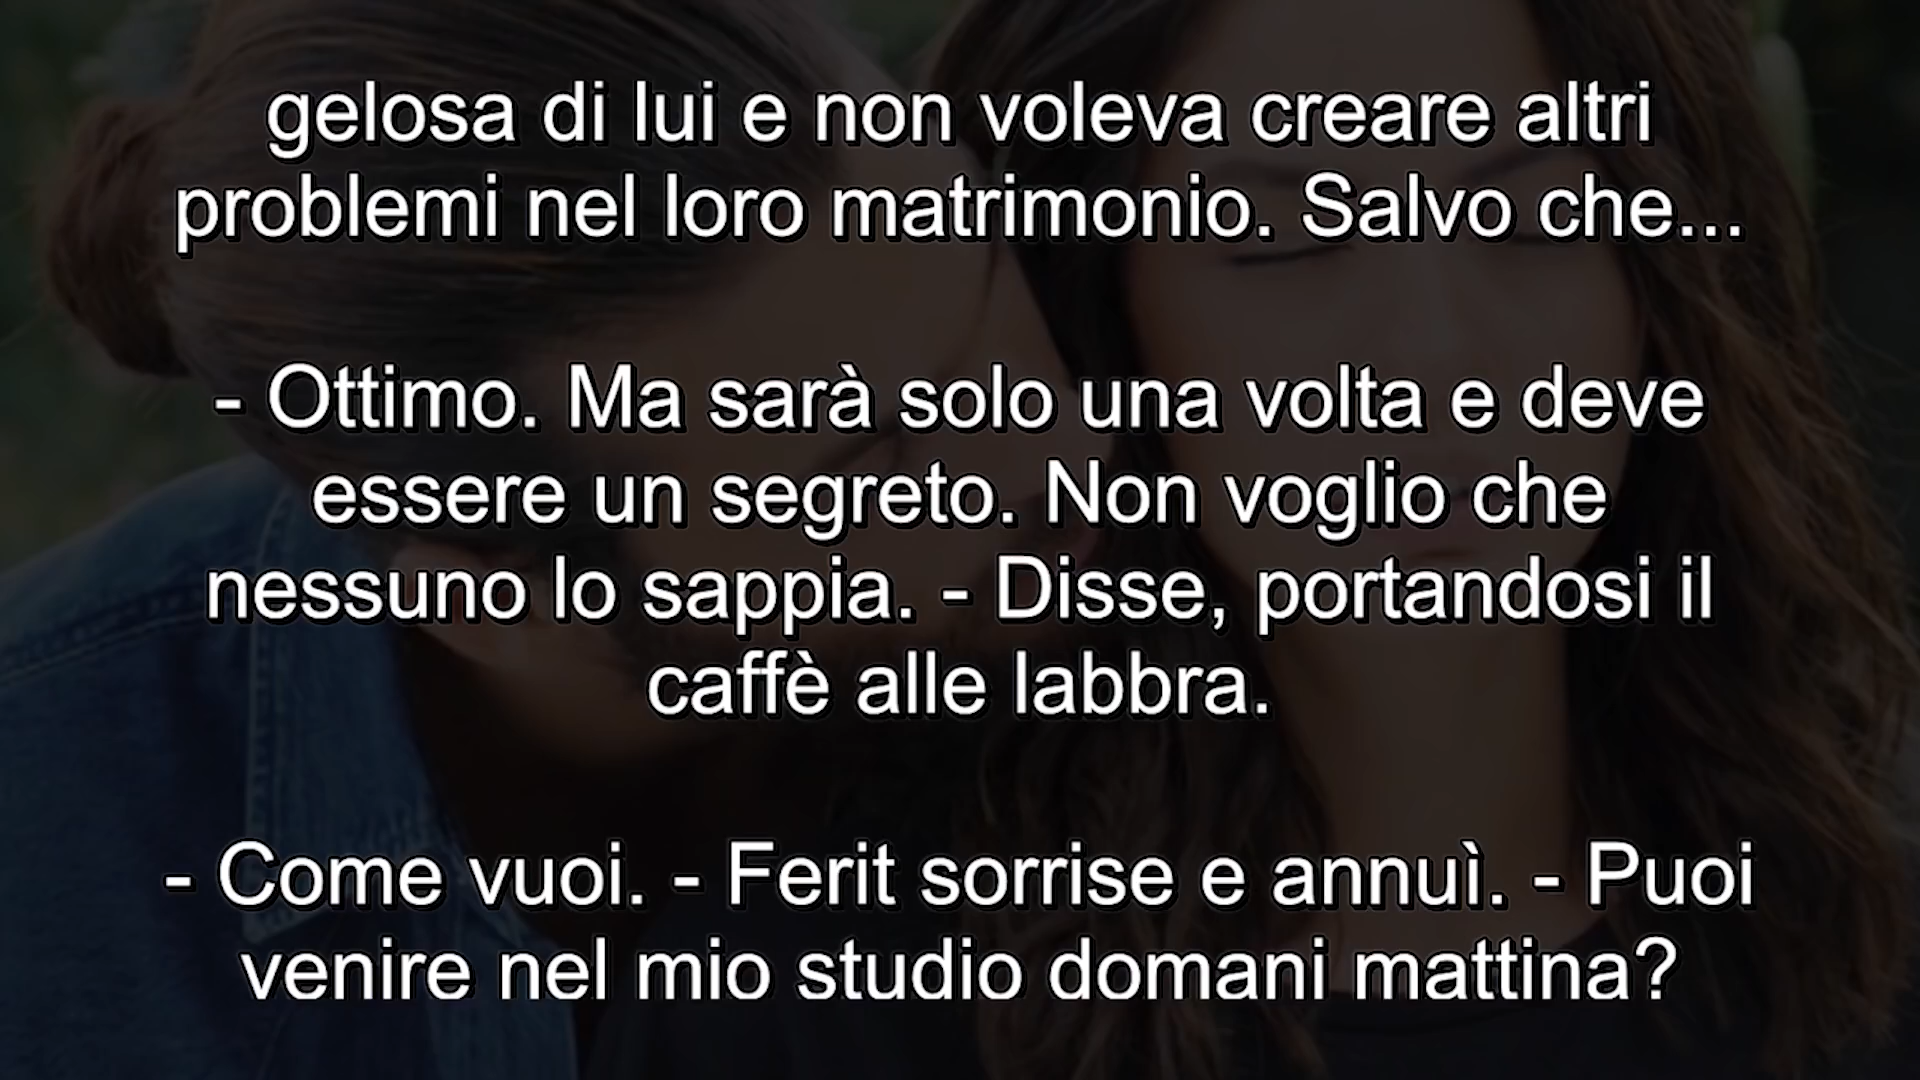 gelosa di lui e non voleva creare altri
problemi nel loro matrimonio. Salvo che...
- Ottimo. Ma sarà solo una volta e deve
essere un segreto. Non voglio che
nessuno lo sappia. - Disse, portandosi il
caffè alle labbra.
- Come vuoi. - Ferit sorrise e annuì. - Puoi
venire nel mio studio domani mattina?